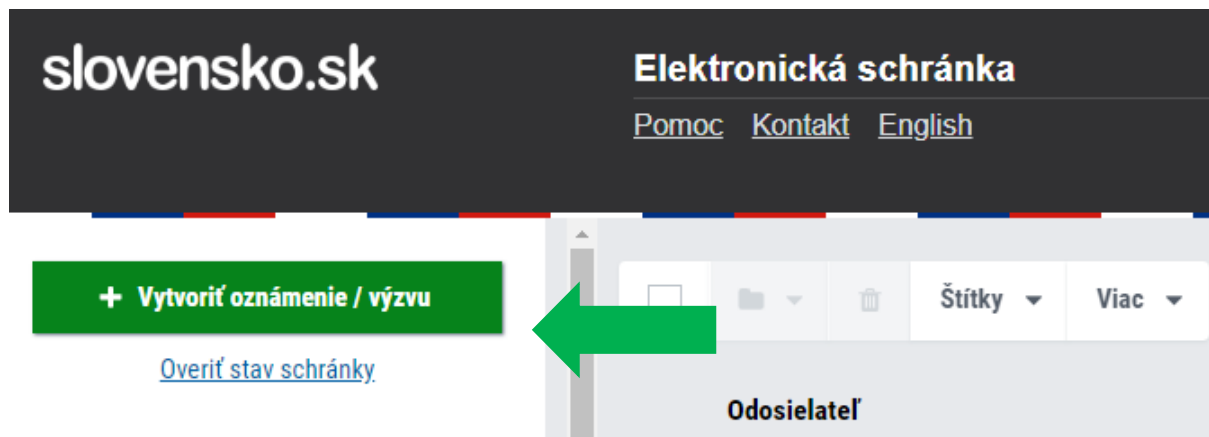 slovensko.sk
Elektronická schránka
Pomoc Kontakt English
+ Vytvoriť oznámenie / výzvu
Štítky Viac
Overiť stav schránky
Odosielateľ